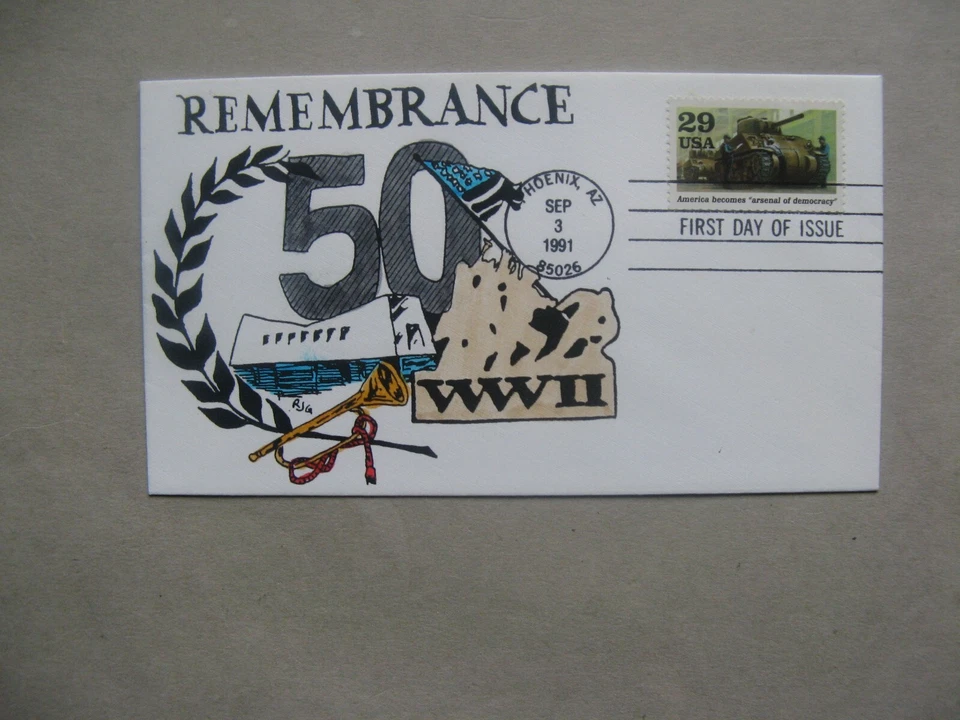 REMEMBRANCE
50
29
USA
America becomes "arsenal of democracy"
PHOENIX, AZ
SEP
3
1991
85026
FIRST DAY OF ISSUE
WWII
RJG